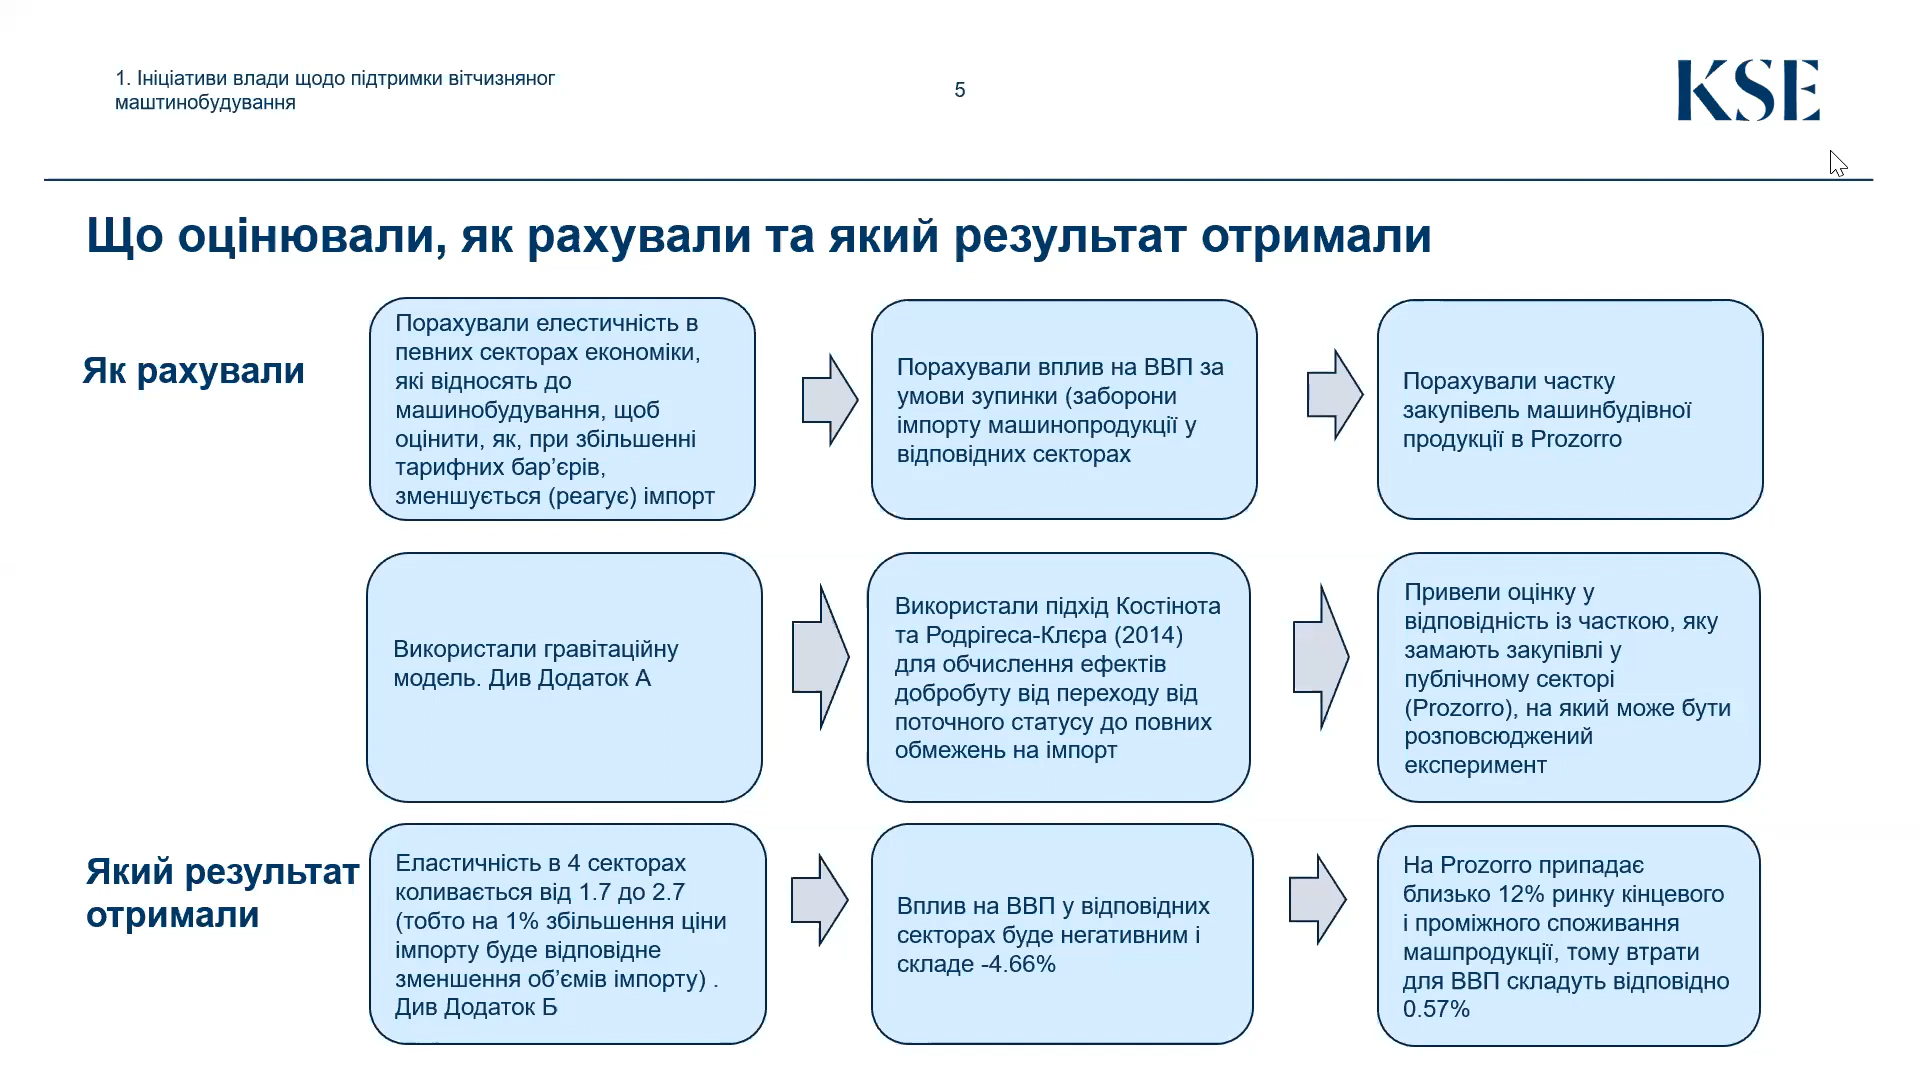 1. Ініціативи влади щодо підтримки вітчизняног
маштинобудування
5
KSE
Що оцінювали, як рахували та який результат отримали
Як рахували
Порахували елестичність в
певних секторах економіки,
які відносять до
машинобудування, щоб
оцінити, як, при збільшенні
тарифних бар’єрів,
зменшується (реагує) імпорт
Порахували вплив на ВВП за
умови зупинки (заборони
імпорту машинопродукції у
відповідних секторах
Порахували частку
закупівель машинбудівної
продукції в Prozorro
Використали гравітаційну
модель. Див Додаток А
Використали підхід Костінота
та Родрігеса-Клєра (2014)
для обчислення ефектів
добробуту від переходу від
поточного статусу до повних
обмежень на імпорт
Привели оцінку у
відповідність із часткою, яку
замають закупівлі у
публічному секторі
(Prozorro), на який може бути
розповсюджений
експеримент
Який результат
отримали
Еластичність в 4 секторах
коливається від 1.7 до 2.7
(тобто на 1% збільшення ціни
імпорту буде відповідне
зменшення об’ємів імпорту) .
Див Додаток Б
Вплив на ВВП у відповідних
секторах буде негативним і
складе -4.66%
На Prozorro припадає
близько 12% ринку кінцевого
і проміжного споживання
машпродукції, тому втрати
для ВВП складуть відповідно
0.57%